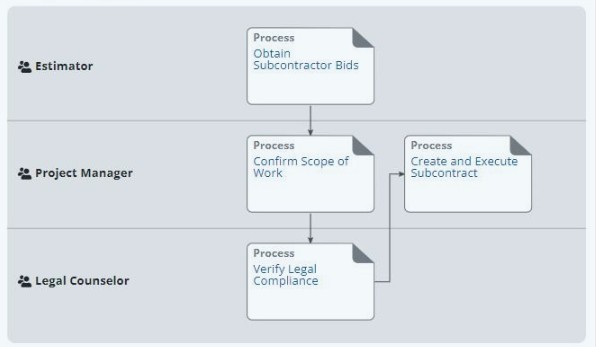 Estimator
Process
Obtain
Subcontractor Bids
Project Manager
Process
Confirm Scope of
Work
Process
Create and Execute
Subcontract
Legal Counselor
Process
Verify Legal
Compliance